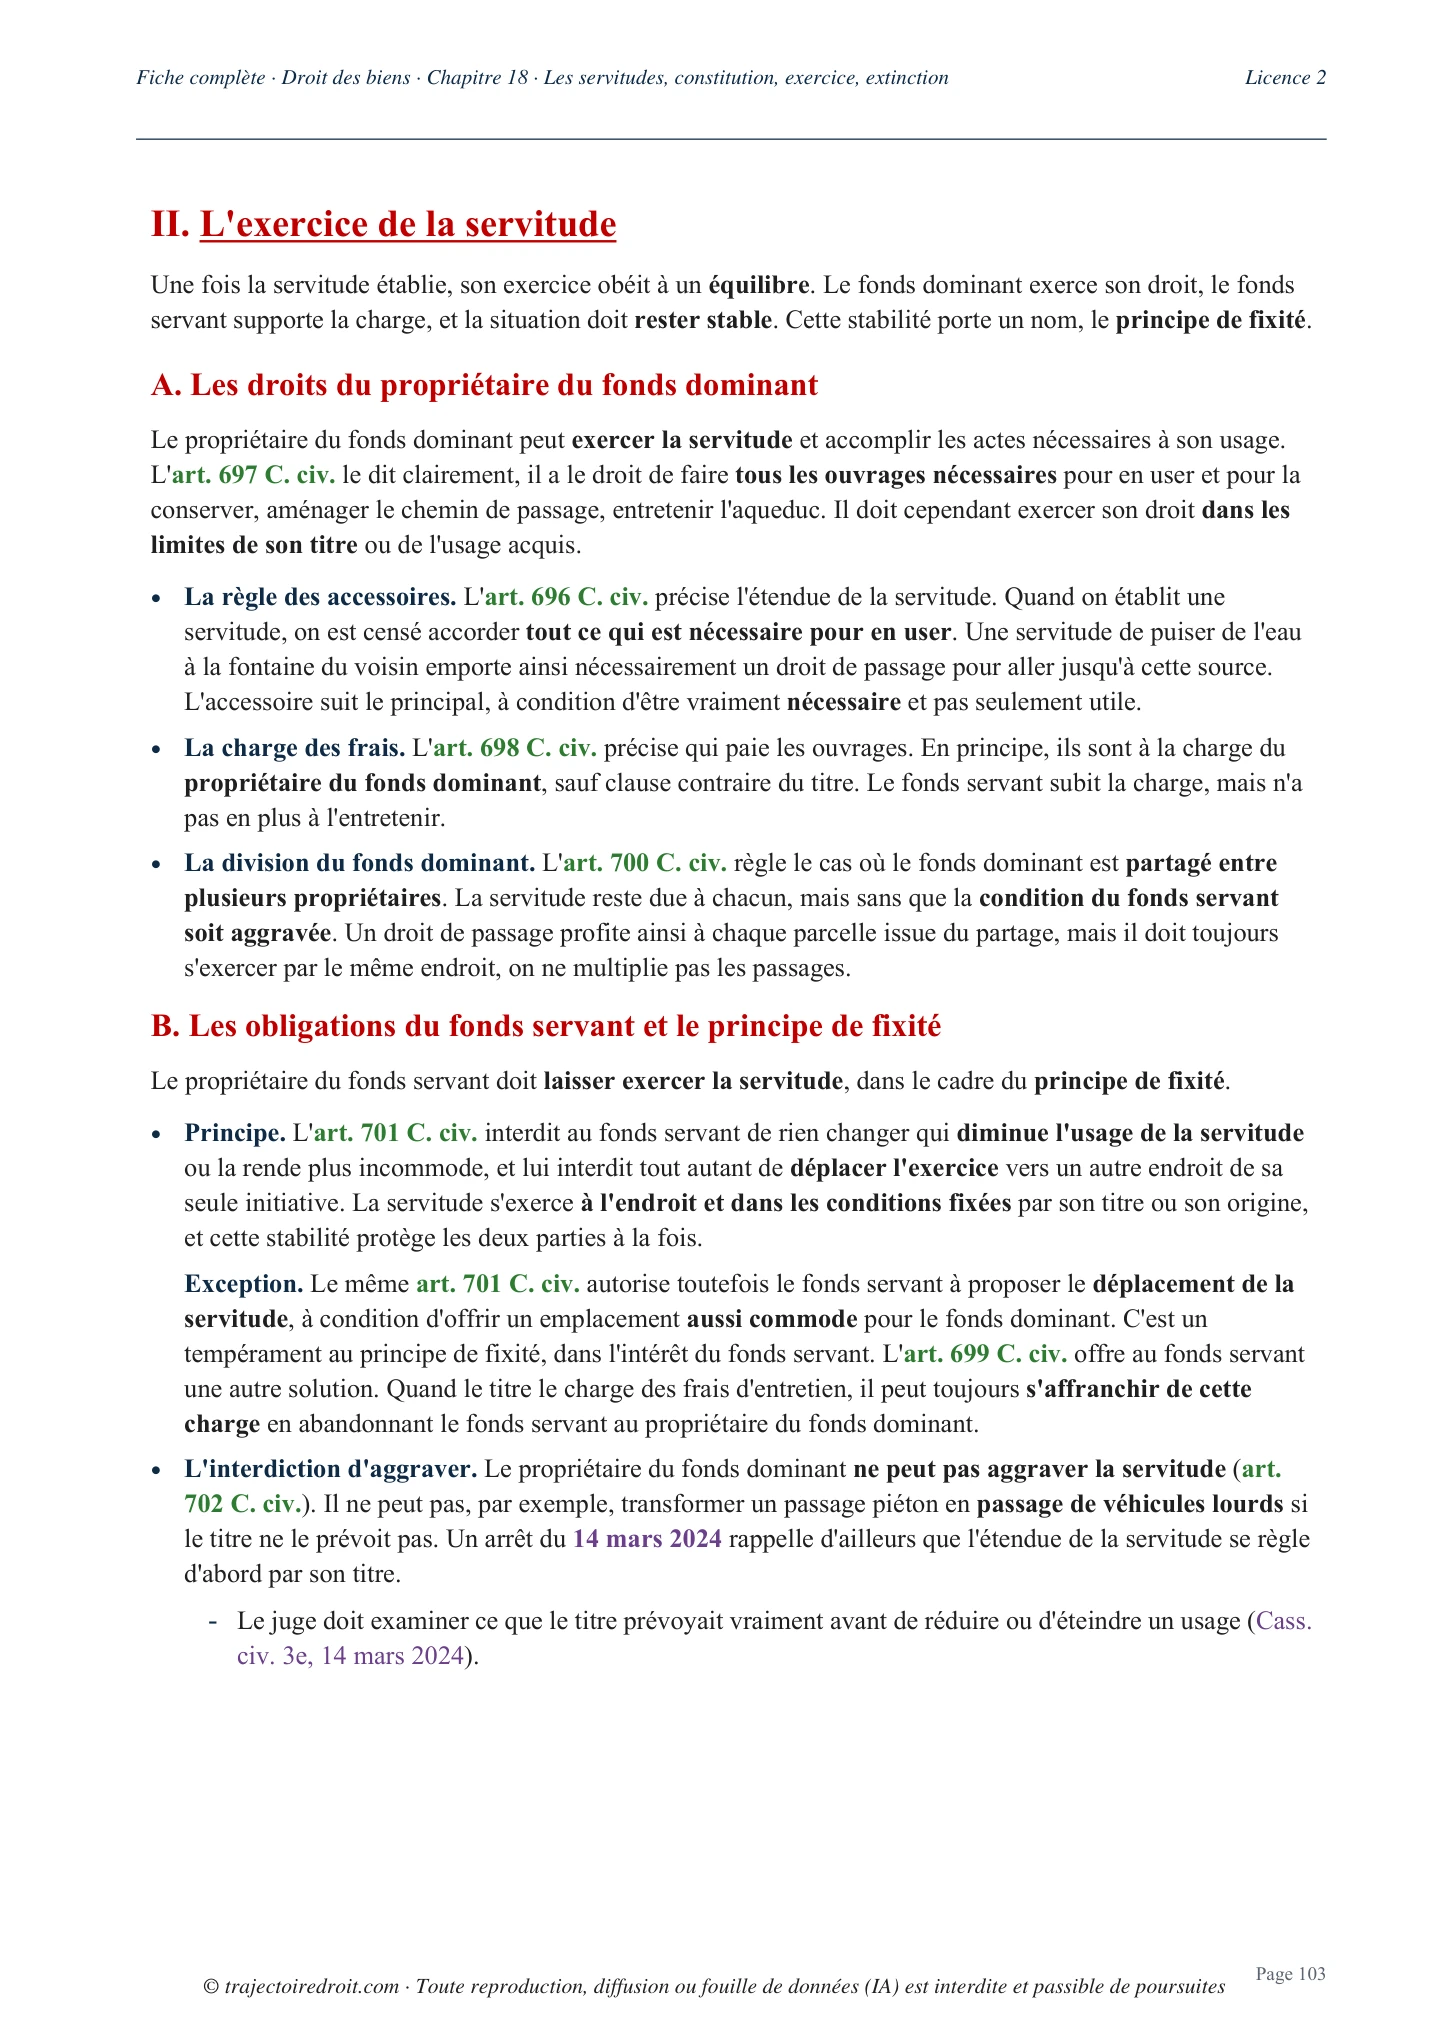 Fiche complète · Droit des biens · Chapitre 18 · Les servitudes, constitution, exercice, extinction
Licence 2
II. L'exercice de la servitude
Une fois la servitude établie, son exercice obéit à un équilibre. Le fonds dominant exerce son droit, le fonds
servant supporte la charge, et la situation doit rester stable. Cette stabilité porte un nom, le principe de fixité.
A. Les droits du propriétaire du fonds dominant
Le propriétaire du fonds dominant peut exercer la servitude et accomplir les actes nécessaires à son usage.
L'art. 697 C. civ. le dit clairement, il a le droit de faire tous les ouvrages nécessaires pour en user et pour la
conserver, aménager le chemin de passage, entretenir l'aqueduc. Il doit cependant exercer son droit dans les
limites de son titre ou de l'usage acquis.
• La règle des accessoires. L'art. 696 C. civ. précise l'étendue de la servitude. Quand on établit une
servitude, on est censé accorder tout ce qui est nécessaire pour en user. Une servitude de puiser de l'eau
à la fontaine du voisin emporte ainsi nécessairement un droit de passage pour aller jusqu'à cette source.
L'accessoire suit le principal, à condition d'être vraiment nécessaire et pas seulement utile.
• La charge des frais. L'art. 698 C. civ. précise qui paie les ouvrages. En principe, ils sont à la charge du
propriétaire du fonds dominant, sauf clause contraire du titre. Le fonds servant subit la charge, mais n'a
pas en plus à l'entretenir.
• La division du fonds dominant. L'art. 700 C. civ. règle le cas où le fonds dominant est partagé entre
plusieurs propriétaires. La servitude reste due à chacun, mais sans que la condition du fonds servant
soit aggravée. Un droit de passage profite ainsi à chaque parcelle issue du partage, mais il doit toujours
s'exercer par le même endroit, on ne multiplie pas les passages.
B. Les obligations du fonds servant et le principe de fixité
Le propriétaire du fonds servant doit laisser exercer la servitude, dans le cadre du principe de fixité.
• Principe. L'art. 701 C. civ. interdit au fonds servant de rien changer qui diminue l'usage de la servitude
ou la rende plus incommode, et lui interdit tout autant de déplacer l'exercice vers un autre endroit de sa
seule initiative. La servitude s'exerce à l'endroit et dans les conditions fixées par son titre ou son origine,
et cette stabilité protège les deux parties à la fois.
Exception. Le même art. 701 C. civ. autorise toutefois le fonds servant à proposer le déplacement de la
servitude, à condition d'offrir un emplacement aussi commode pour le fonds dominant. C'est un
tempérament au principe de fixité, dans l'intérêt du fonds servant. L'art. 699 C. civ. offre au fonds servant
une autre solution. Quand le titre le charge des frais d'entretien, il peut toujours s'affranchir de cette
charge en abandonnant le fonds servant au propriétaire du fonds dominant.
• L'interdiction d'aggraver. Le propriétaire du fonds dominant ne peut pas aggraver la servitude (art.
702 C. civ.). Il ne peut pas, par exemple, transformer un passage piéton en passage de véhicules lourds si
le titre ne le prévoit pas. Un arrêt du 14 mars 2024 rappelle d'ailleurs que l'étendue de la servitude se règle
d'abord par son titre.
- Le juge doit examiner ce que le titre prévoyait vraiment avant de réduire ou d'éteindre un usage (Cass.
civ. 3e, 14 mars 2024).
© trajectoiredroit.com · Toute reproduction, diffusion ou fouille de données (IA) est interdite et passible de poursuites
Page 103